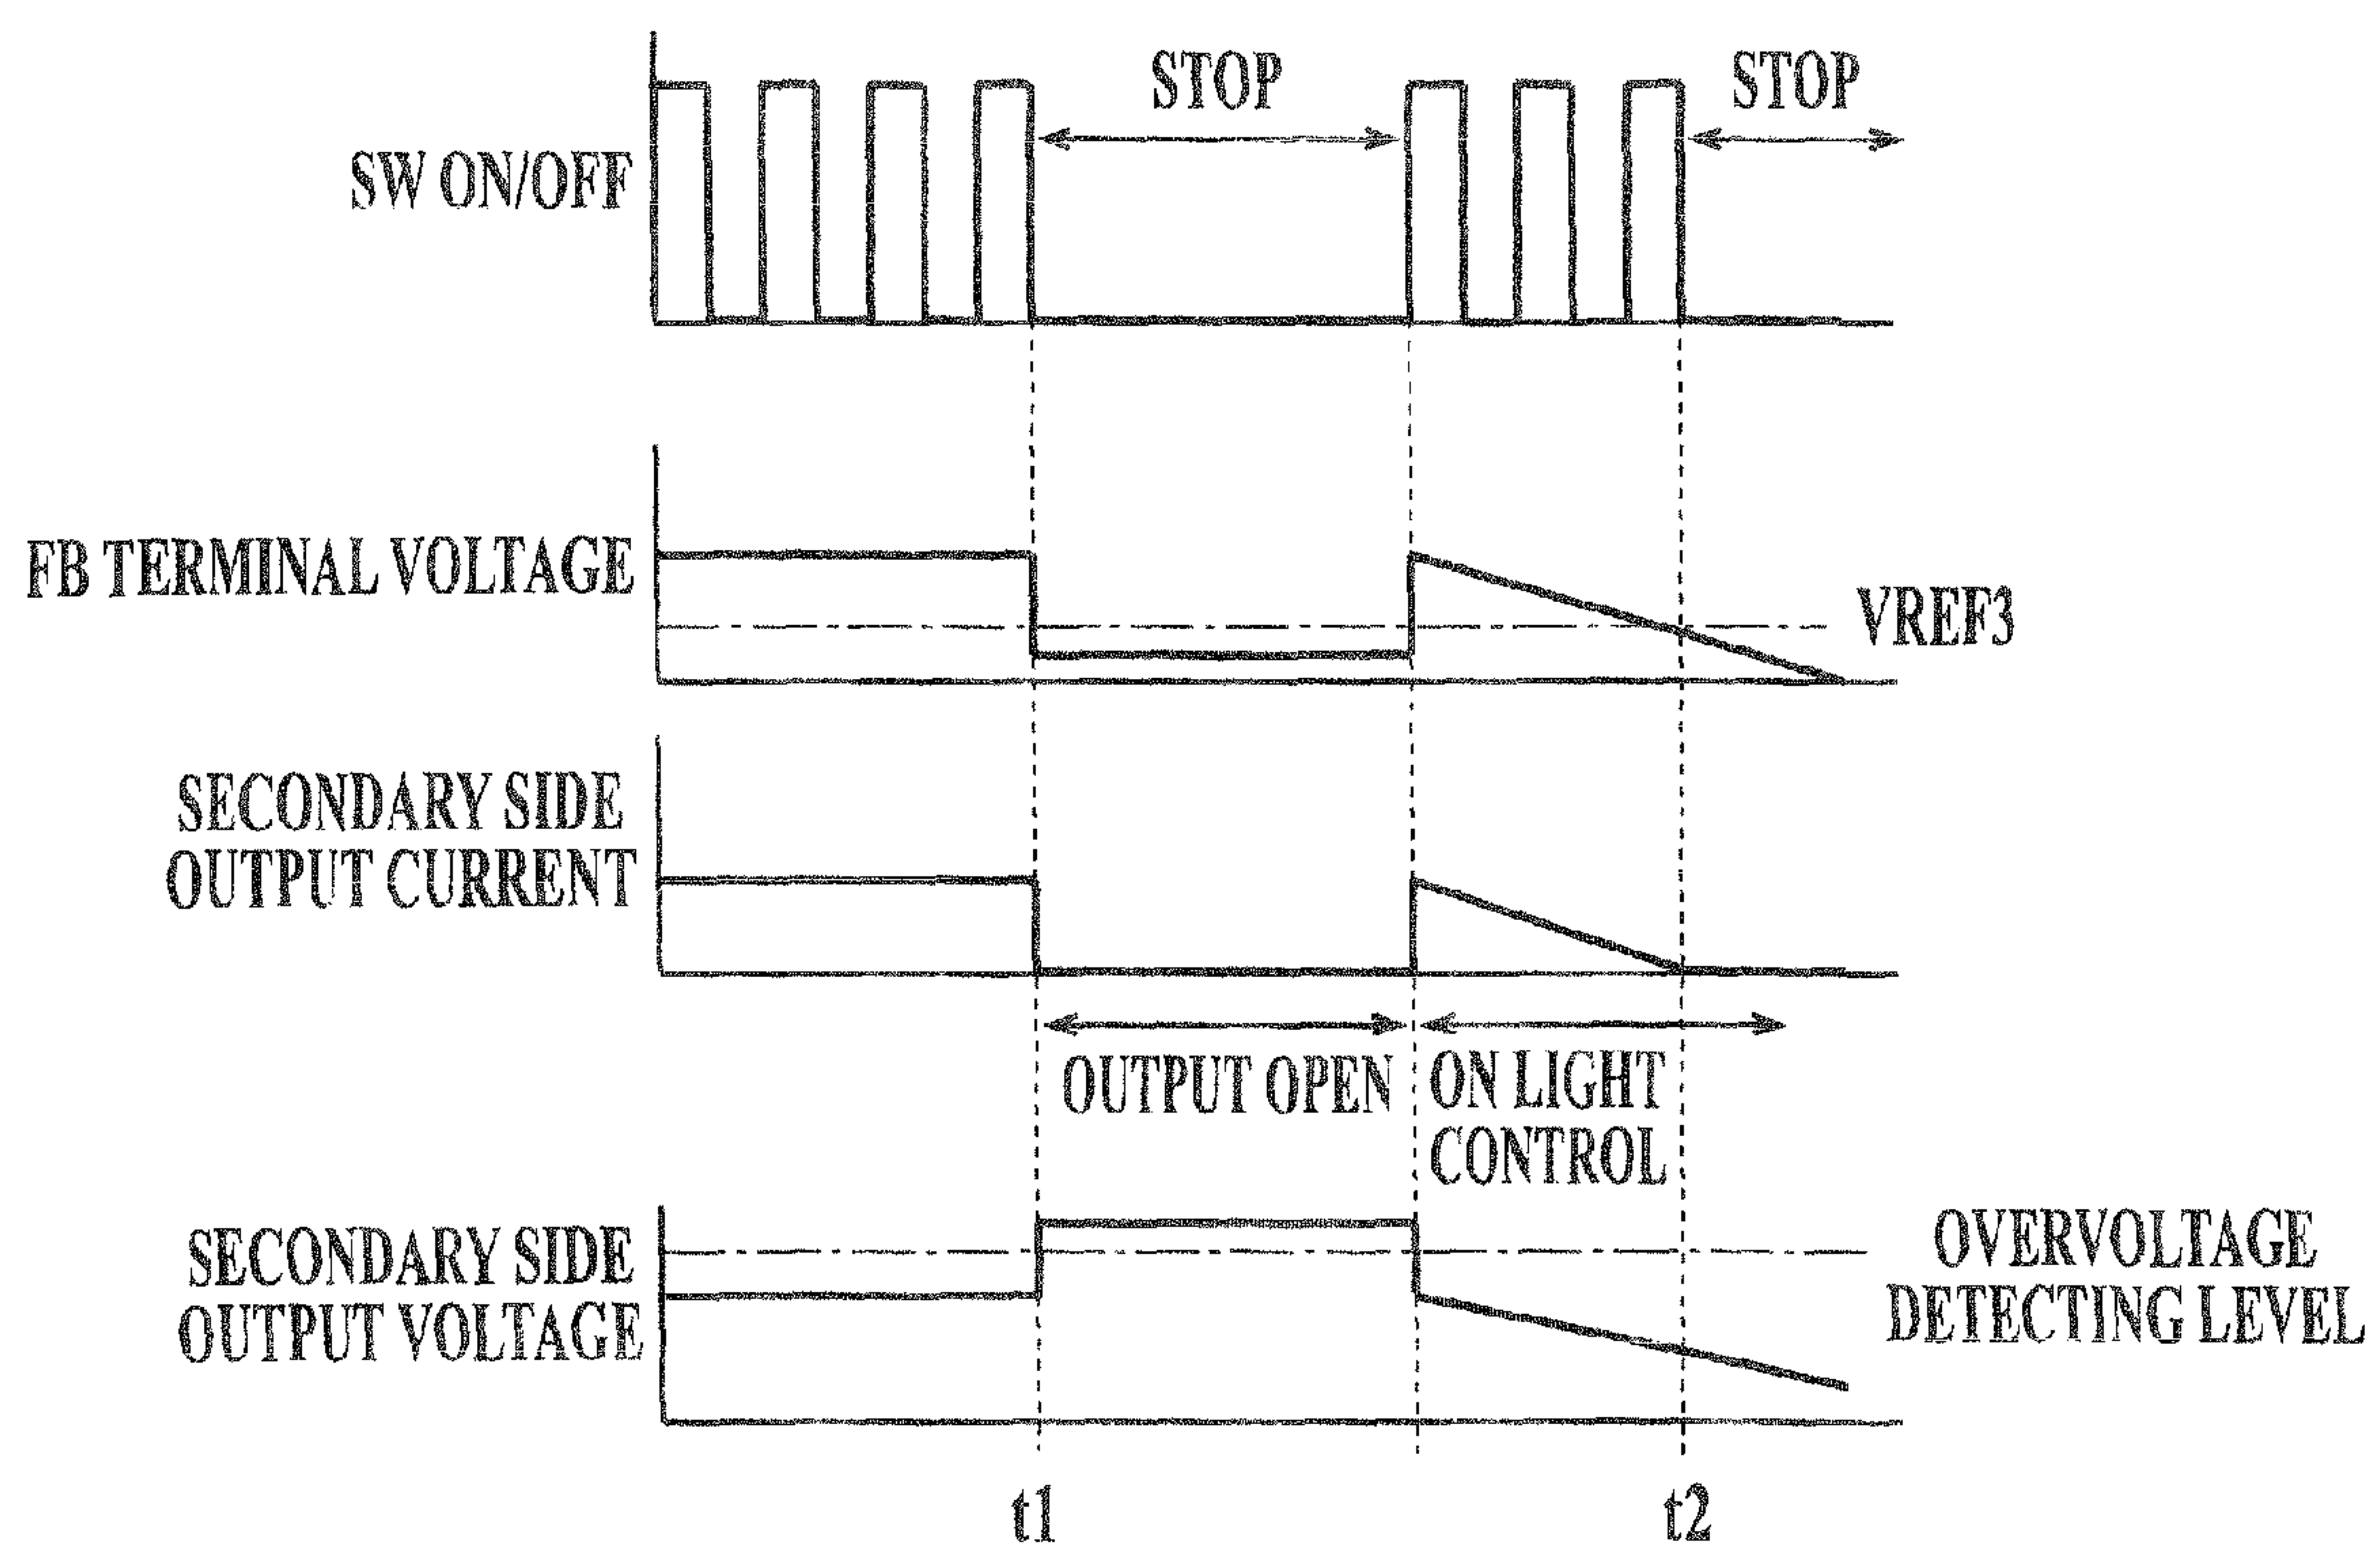 STOP
STOP
SW ON/OFF
FB TERMINAL VOLTAGE
VREF3
SECONDARY SIDE
OUTPUT CURRENT
OUTPUT OPEN
ON LIGHT
CONTROL
SECONDARY SIDE
OUTPUT VOLTAGE
OVERVOLTAGE
DETECTING LEVEL
t1
t2